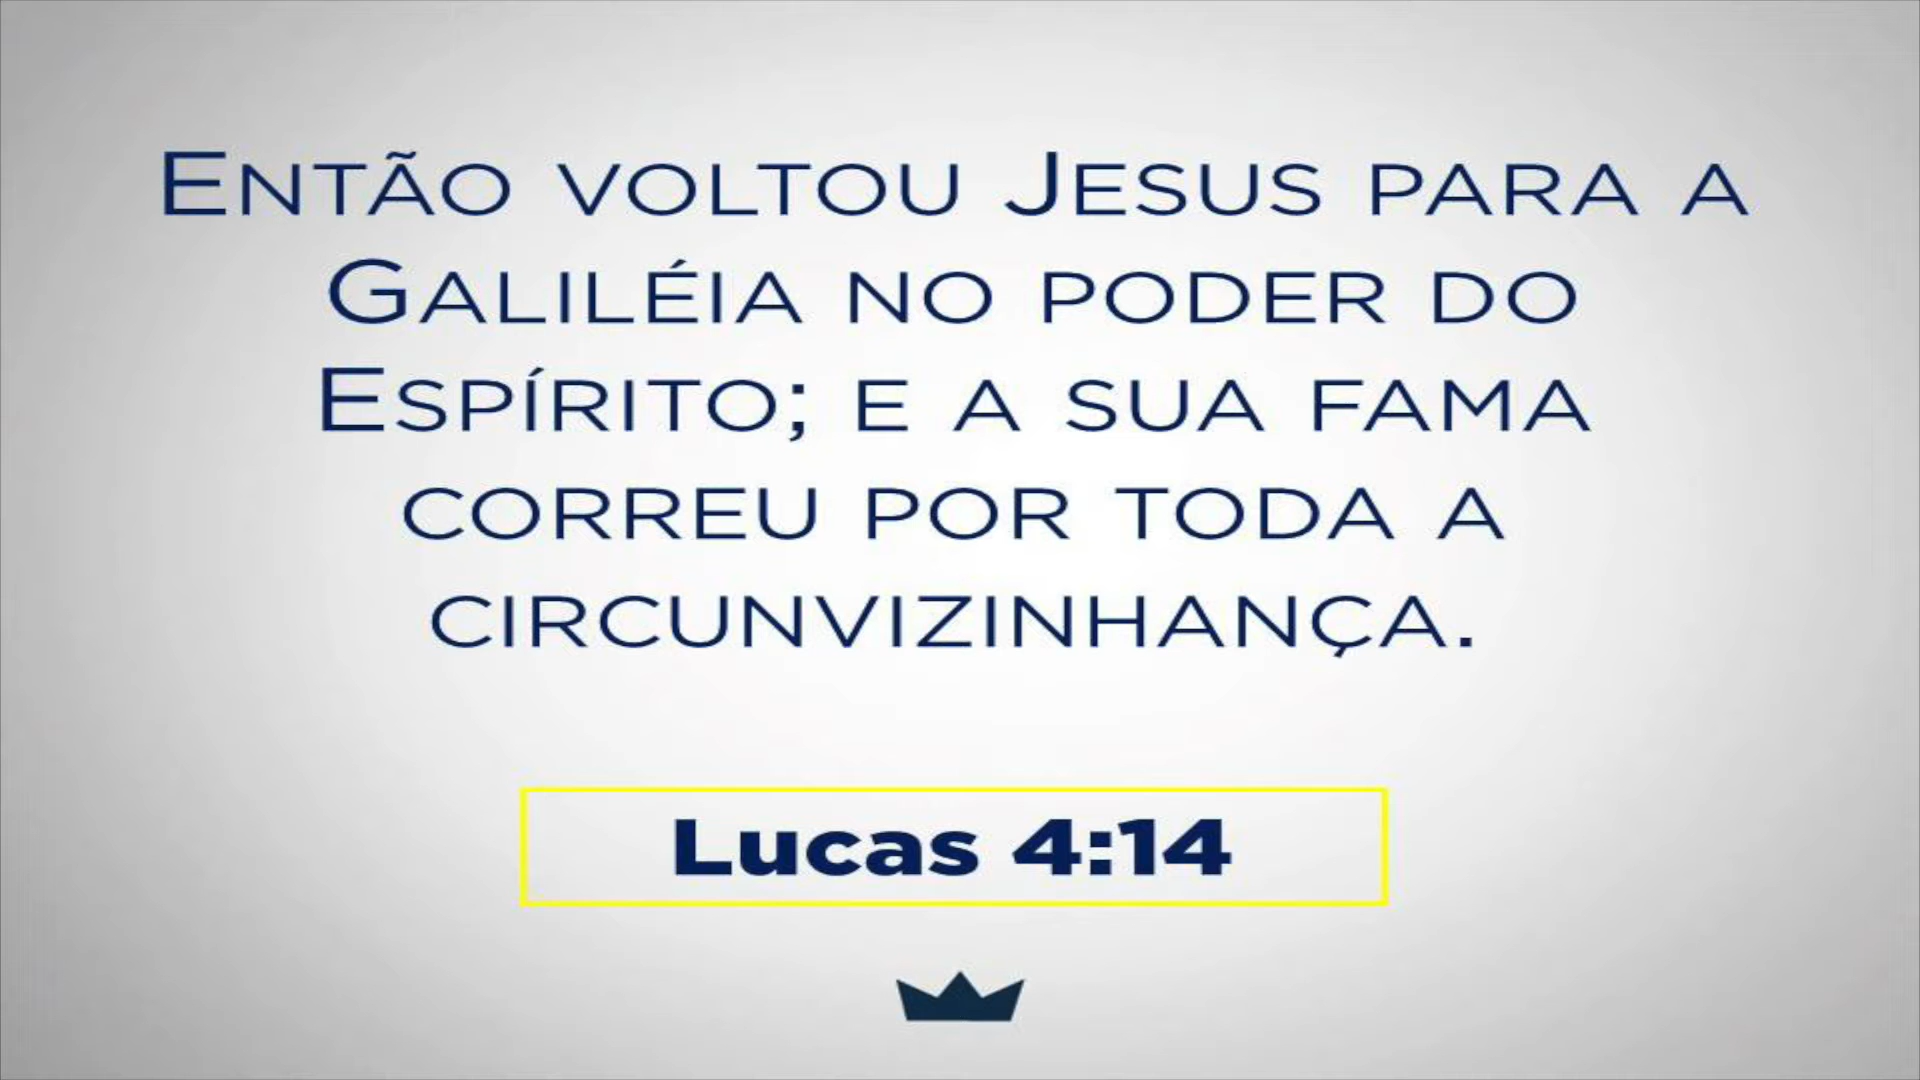 Então voltou Jesus para a
Galiléia no poder do
Espírito; e a sua fama
correu por toda a
circunvizinhança.
Lucas 4:14